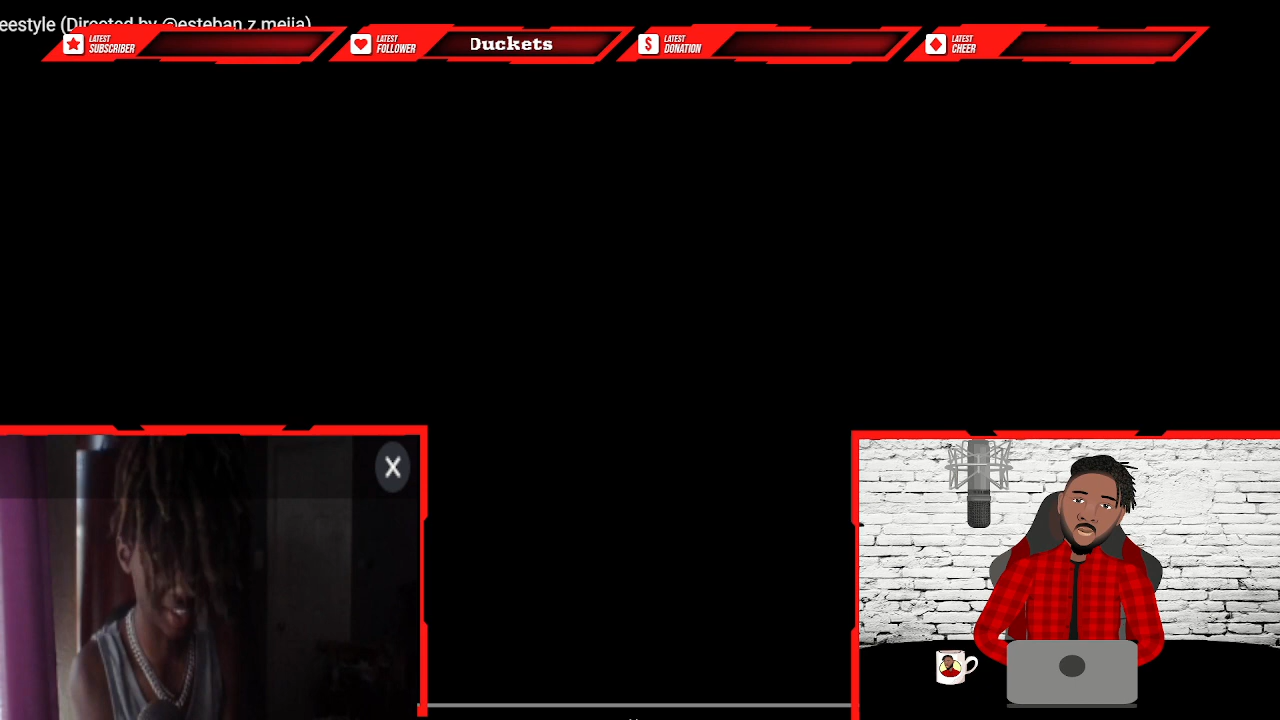 eestyle (Directed by @esteban.z.mejia)
LATEST SUBSCRIBER
LATEST FOLLOWER
Duckets
LATEST DONATION
LATEST CHEER
X